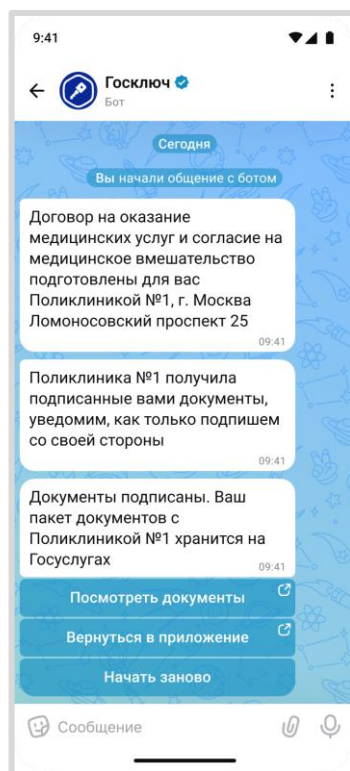 9:41
Госключ
Бот
Сегодня
Вы начали общение с ботом
Договор на оказание
медицинских услуг и согласие на
медицинское вмешательство
подготовлены для вас
Поликлиникой №1, г. Москва
Ломоносовский проспект 25
09:41
Поликлиника №1 получила
подписанные вами документы,
уведомим, как только подпишем
со своей стороны
09:41
Документы подписаны. Ваш
пакет документов с
Поликлиникой №1 хранится на
Госуслугах
09:41
Посмотреть документы
Вернуться в приложение
Начать заново
Сообщение